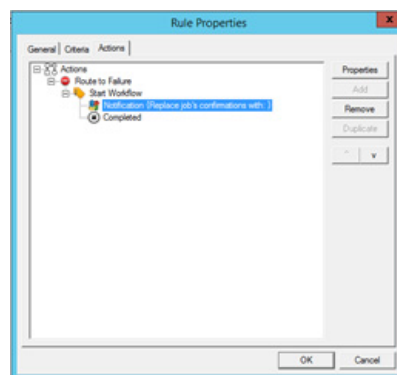 Rule Properties
x
General Criteria Actions
Actions
Route to Failure
Start Workflow
Notification (Replace job's confirmations with..)
Completed
Properties
Add
Remove
Duplicate
^ v
OK Cancel